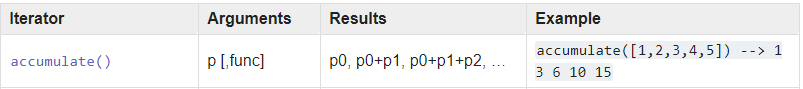 Iterator Arguments Results Example
accumulate() p [,func] p0, p0+p1, p0+p1+p2, … accumulate([1,2,3,4,5]) --> 1
3 6 10 15